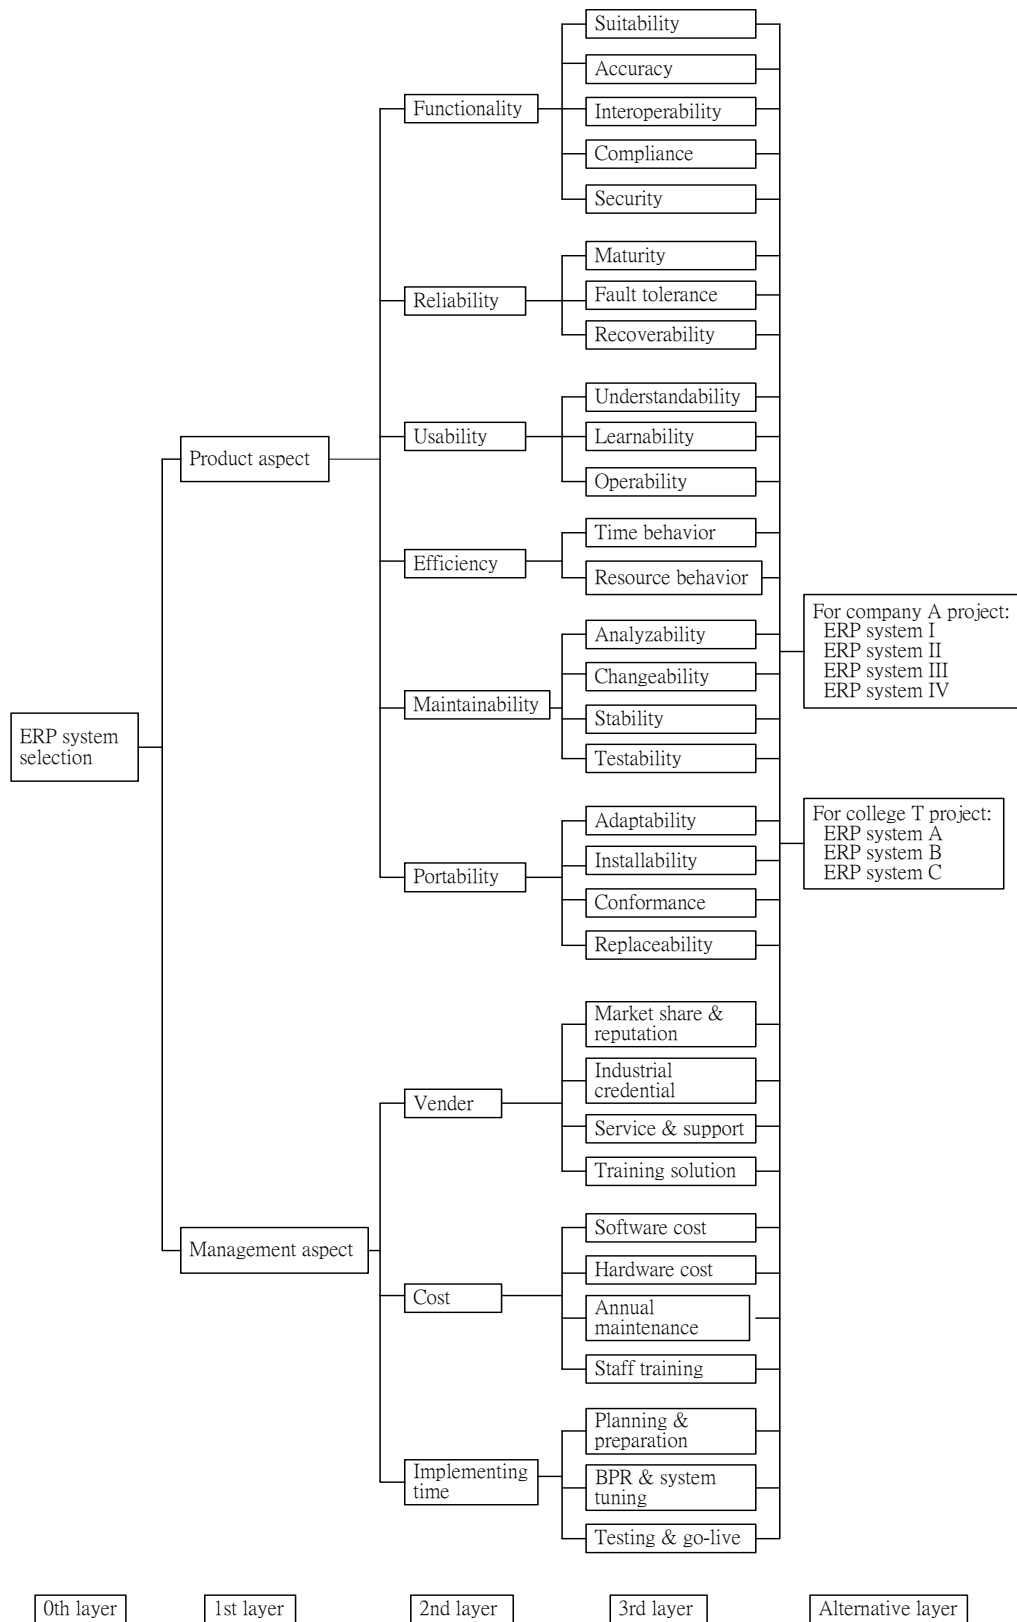 Suitability
Accuracy
Functionality
Interoperability
Compliance
Security
Maturity
Reliability
Fault tolerance
Recoverability
Understandability
Usability
Learnability
Product aspect
Operability
Time behavior
Efficiency
Resource behavior
For company A project:
ERP system I
ERP system II
ERP system III
ERP system IV
Analyzability
Changeability
Maintainability
Stability
Testability
ERP system
selection
For college T project:
ERP system A
ERP system B
ERP system C
Adaptability
Installability
Portability
Conformance
Replaceability
Market share &
reputation
Industrial
credential
Vender
Service & support
Training solution
Software cost
Management aspect
Hardware cost
Cost
Annual
maintenance
Staff training
Planning &
preparation
Implementing
time
BPR & system
tuning
Testing & go-live
0th layer
1st layer
2nd layer
3rd layer
Alternative layer